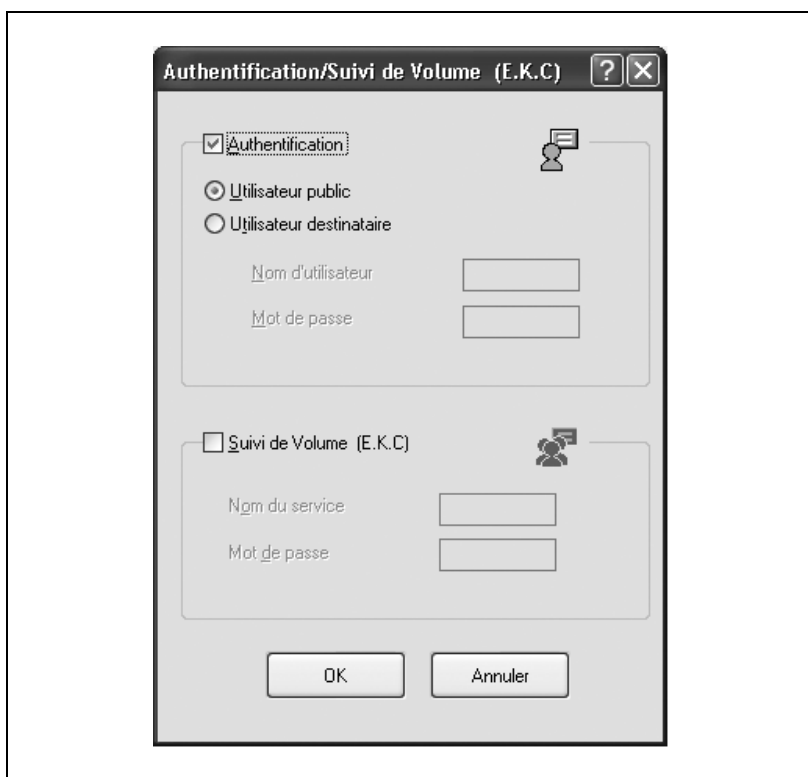 Authentification/Suivi de Volume (E.K.C)
Authentification
Utilisateur public
Utilisateur destinataire
Nom d'utilisateur
Mot de passe
Suivi de Volume (E.K.C)
Nom du service
Mot de passe
OK Annuler